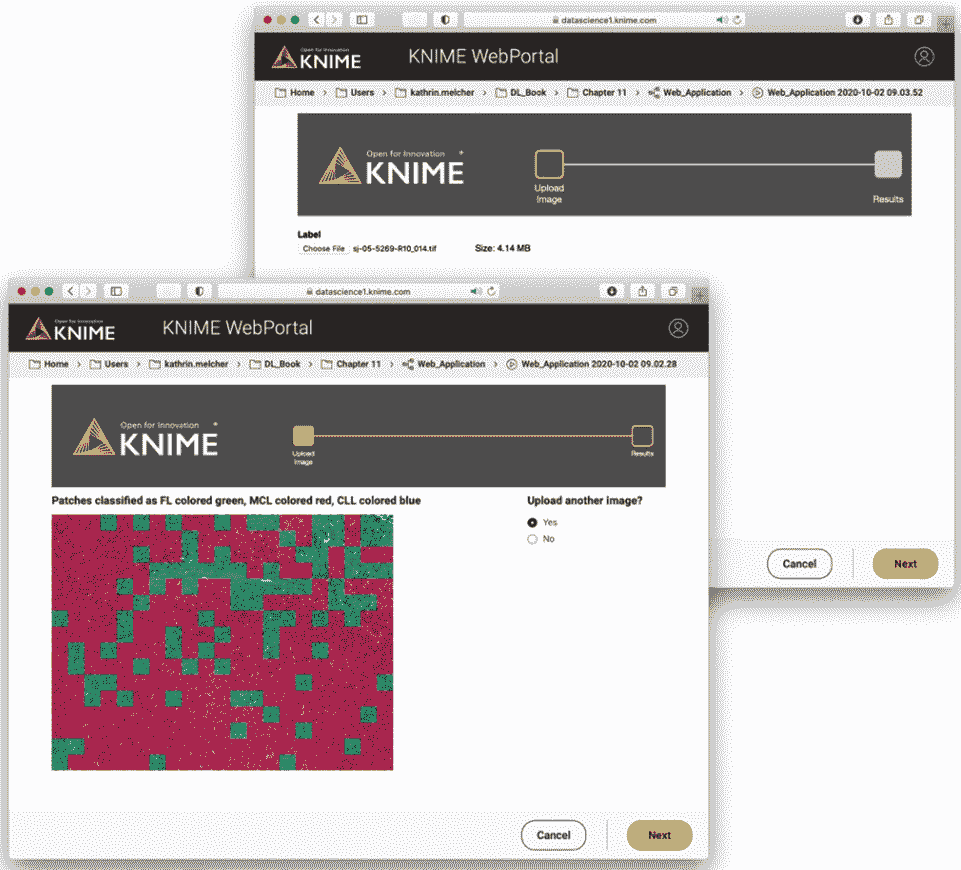 datascience1.knime.com
Open for Innovation
KNIME
KNIME WebPortal
Home > Users > kathrin.melcher > DL_Book > Chapter 11 > Web_Application > Web_Application 2020-10-02 09.03.52
Open for Innovation
KNIME
Upload
Image
Results
Label
Choose File sj-05-5269-R10_014.tif Size: 4.14 MB
Cancel
Next
datascience1.knime.com
Open for Innovation
KNIME
KNIME WebPortal
Home > Users > kathrin.melcher > DL_Book > Chapter 11 > Web_Application > Web_Application 2020-10-02 09.02.28
Open for Innovation
KNIME
Upload
Image
Results
Patches classified as FL colored green, MCL colored red, CLL colored blue
Upload another image?
Yes
No
Cancel
Next